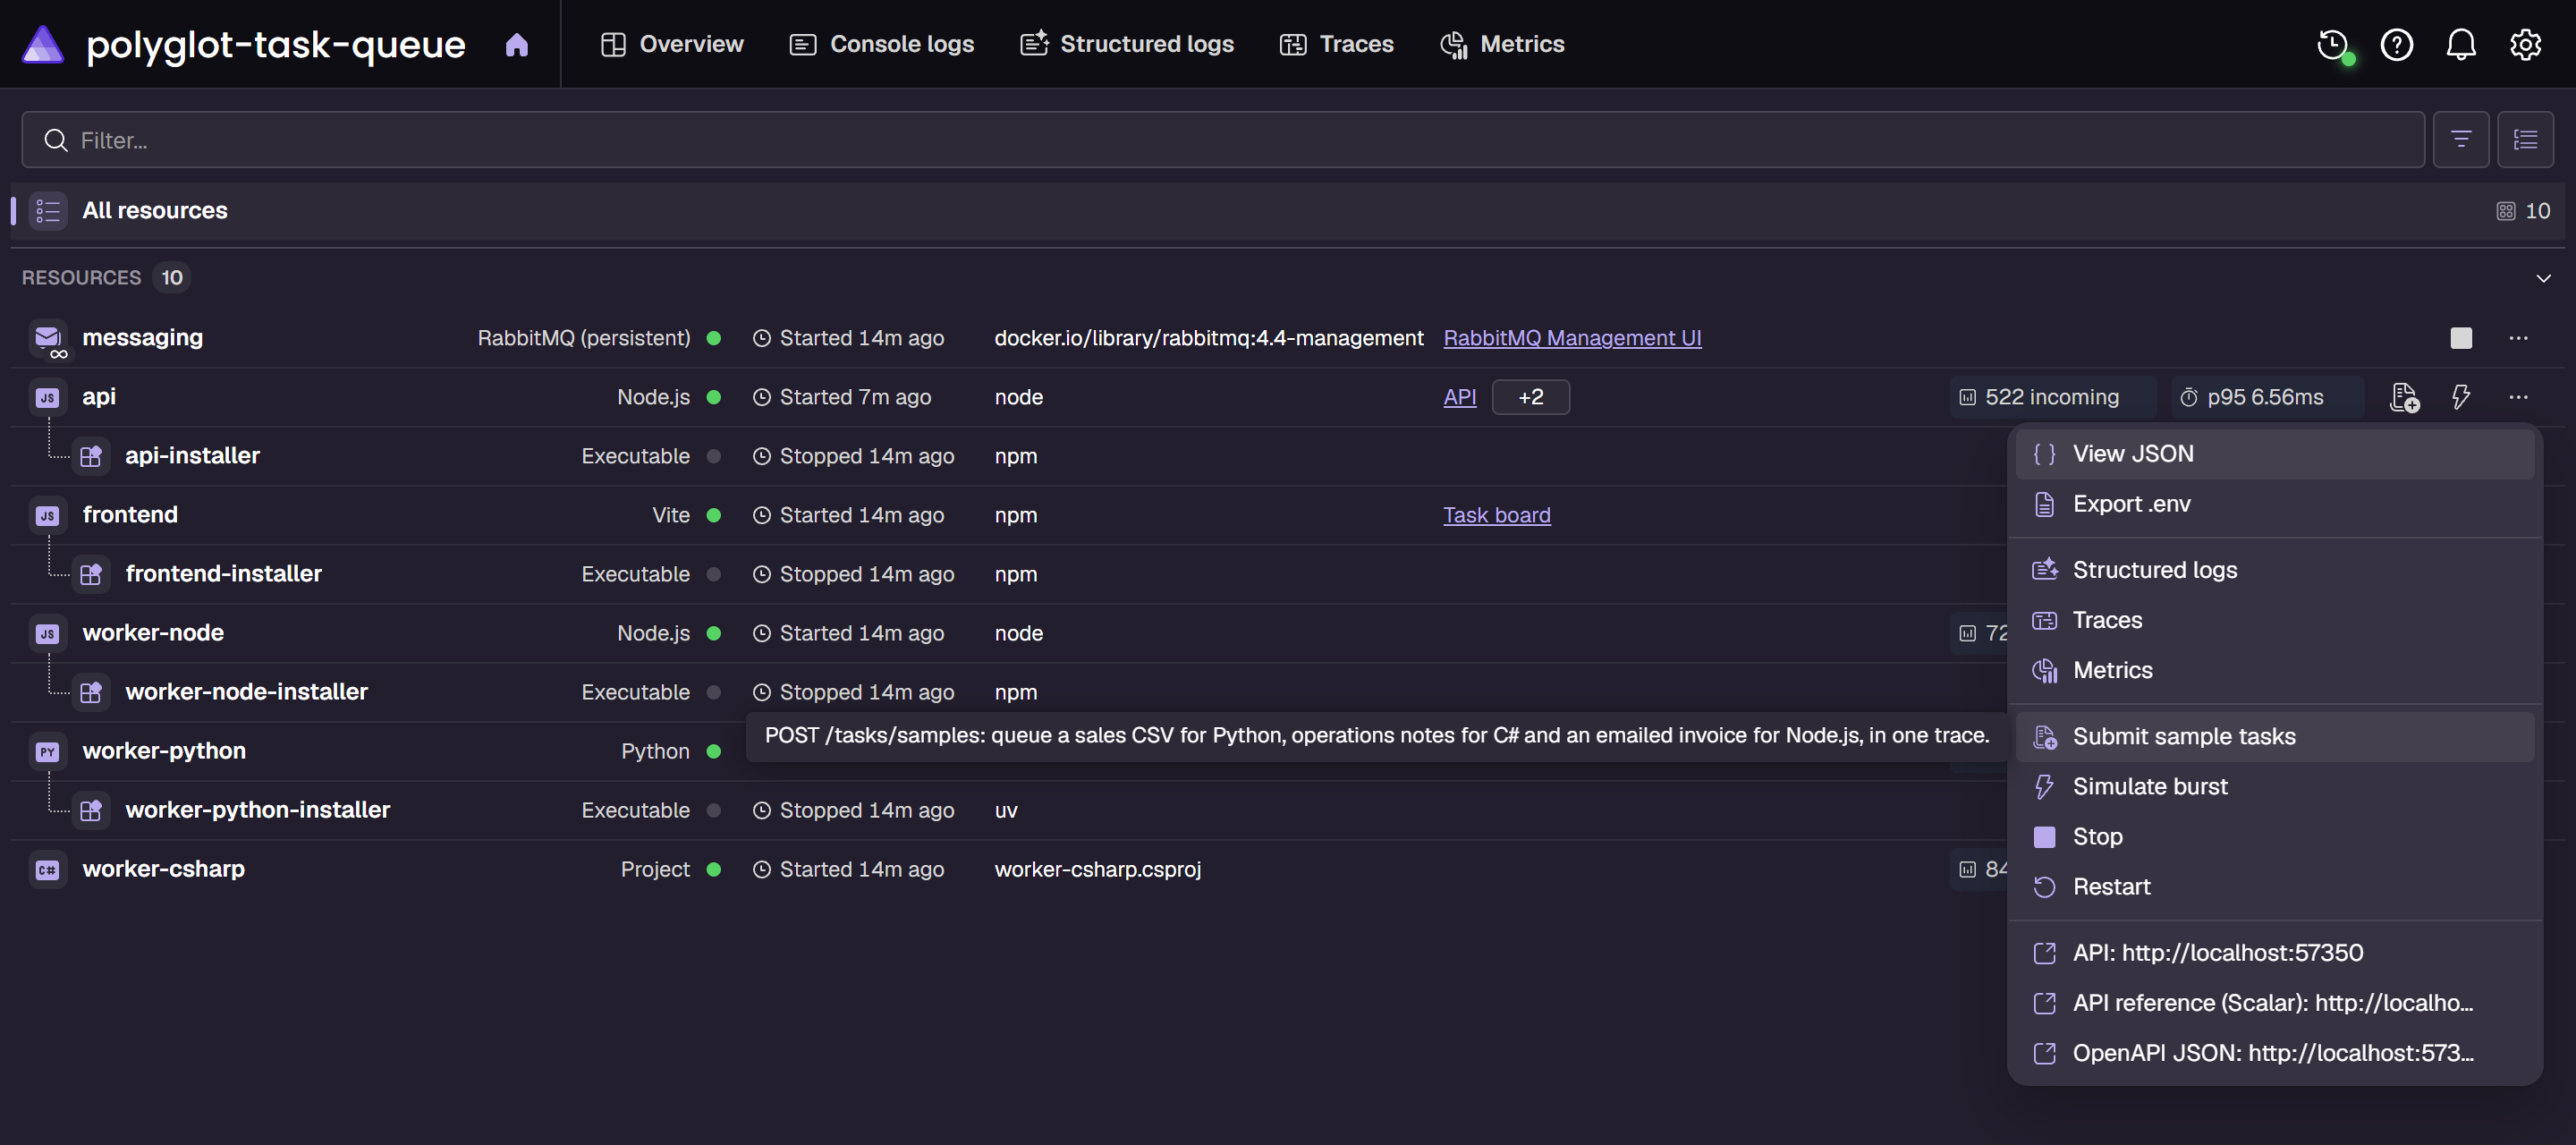 polyglot-task-queue
Overview
Console logs
Structured logs
Traces
Metrics
Filter...
All resources
10
RESOURCES 10
messaging RabbitMQ (persistent) Started 14m ago docker.io/library/rabbitmq:4.4-management RabbitMQ Management UI
JS api Node.js Started 7m ago node API +2 522 incoming p95 6.56ms
api-installer Executable Stopped 14m ago npm
JS frontend Vite Started 14m ago npm Task board
frontend-installer Executable Stopped 14m ago npm
JS worker-node Node.js Started 14m ago node 72
worker-node-installer Executable Stopped 14m ago npm
PY worker-python Python
POST /tasks/samples: queue a sales CSV for Python, operations notes for C# and an emailed invoice for Node.js, in one trace.
worker-python-installer Executable Stopped 14m ago uv
C# worker-csharp Project Started 14m ago worker-csharp.csproj 84
View JSON
Export .env
Structured logs
Traces
Metrics
Submit sample tasks
Simulate burst
Stop
Restart
API: http://localhost:57350
API reference (Scalar): http://localho...
OpenAPI JSON: http://localhost:573...